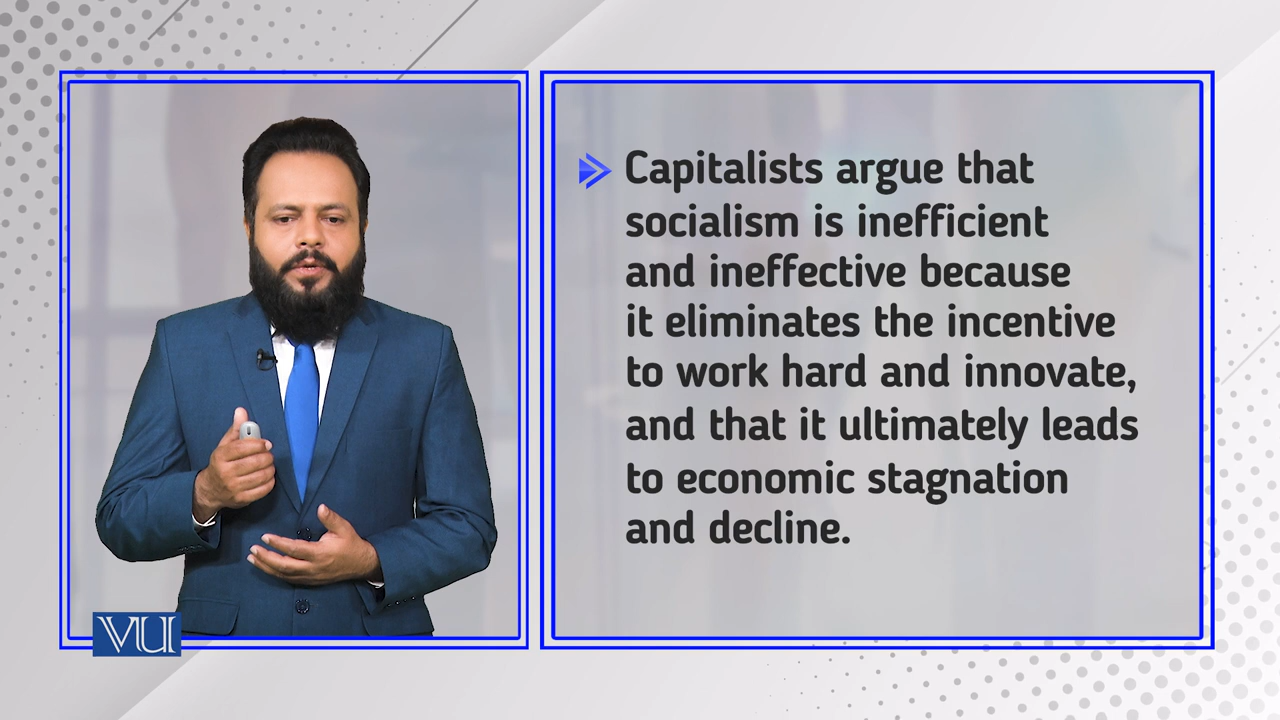 Capitalists argue that
socialism is inefficient
and ineffective because
it eliminates the incentive
to work hard and innovate,
and that it ultimately leads
to economic stagnation
and decline.
VU